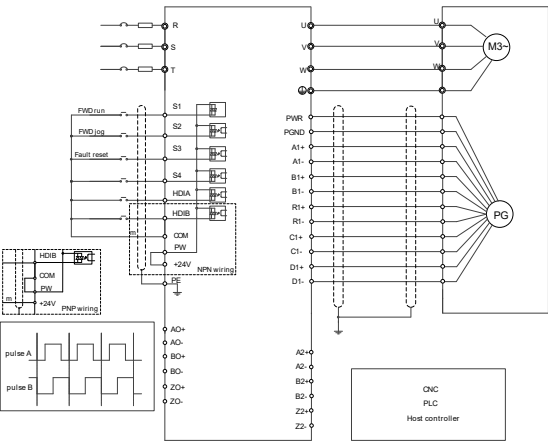 R
S
T
U
V
W
U
V
W
M3~
FWD run
FWD jog
Fault reset
S1
S2
S3
S4
HDIA
HDIB
COM
PW
+24V
PE
m
NPN wiring
PWR
PGND
A1+
A1-
B1+
B1-
R1+
R1-
C1+
C1-
D1+
D1-
PG
HDIB
COM
PW
+24V
m
PNP wiring
pulse A
pulse B
AO+
AO-
BO+
BO-
ZO+
ZO-
A2+
A2-
B2+
B2-
Z2+
Z2-
CNC
PLC
Host controller